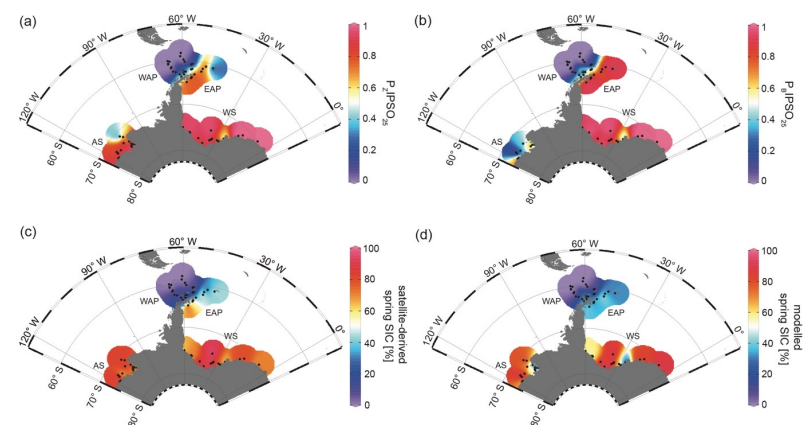 (a)
60° W
90° W
30° W
120° W
0°
WAP
EAP
WS
AS
60° S
70° S
80° S
1
0.8
0.6
0.4
0.2
0
PZIPSO25
(b)
60° W
90° W
30° W
120° W
0°
WAP
EAP
WS
AS
60° S
70° S
80° S
1
0.8
0.6
0.4
0.2
0
PBIPSO25
(c)
60° W
90° W
30° W
120° W
0°
WAP
EAP
WS
AS
60° S
70° S
80° S
100
80
60
40
20
0
satellite-derived
spring SIC [%]
(d)
60° W
90° W
30° W
120° W
0°
WAP
EAP
WS
AS
60° S
70° S
80° S
100
80
60
40
20
0
modelled
spring SIC [%]